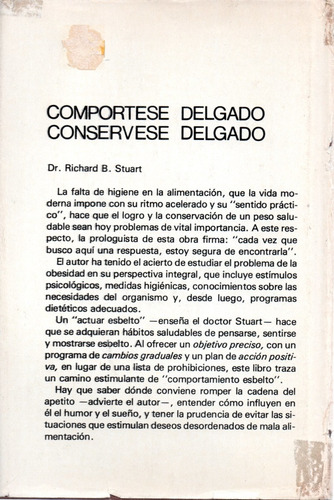 COMPORTESE DELGADO
CONSERVESE DELGADO
Dr. Richard B. Stuart
La falta de higiene en la alimentación, que la vida mo-
derna impone con su ritmo acelerado y su "sentido prácti-
co", hace que el logro y la conservación de un peso salu-
dable sean hoy problemas de vital importancia. A este res-
pecto, la prologuista de esta obra firma: "cada vez que
busco aquí una respuesta, estoy segura de encontrarla".
El autor ha tenido el acierto de estudiar el problema de la
obesidad en su perspectiva integral, que incluye estímulos
psicológicos, medidas higiénicas, conocimientos sobre las
necesidades del organismo y, desde luego, programas
dietéticos adecuados.
Un "actuar esbelto" —enseña el doctor Stuart— hace
que se adquieran hábitos saludables de pensarse, sentirse
y mostrarse esbelto. Al ofrecer un objetivo preciso, con un
programa de cambios graduales y un plan de acción positi-
va, en lugar de una lista de prohibiciones, este libro traza
un camino estimulante de "comportamiento esbelto".
Hay que saber dónde conviene romper la cadena del
apetito —advierte el autor—, entender cómo influyen en
él el humor y el sueño, y tener la prudencia de evitar las si-
tuaciones que estimulan deseos desordenados de mala ali-
mentación.